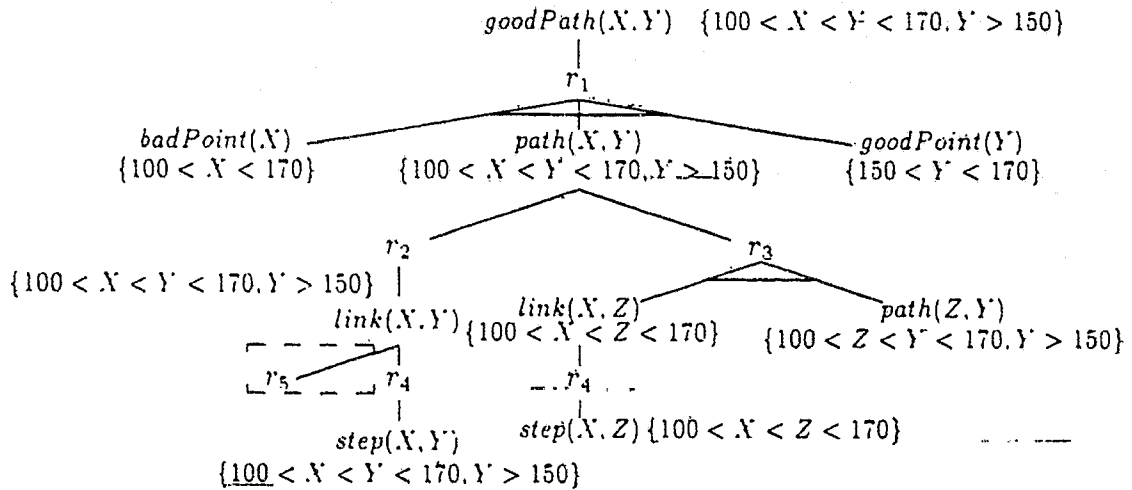 goodPath(X,Y) {100 < X < Y < 170, Y > 150}
r₁
badPoint(X) path(X,Y) goodPoint(Y)
{100 < X < 170} {100 < X < Y < 170, Y > 150} {150 < Y < 170}
r₂ r₃
{100 < X < Y < 170, Y > 150}
link(X,Y) link(X,Z) path(Z,Y)
{100 < X < Z < 170} {100 < Z < Y < 170, Y > 150}
r₅ r₄ r₄
step(X,Y) step(X,Z) {100 < X < Z < 170}
{100 < X < Y < 170, Y > 150}